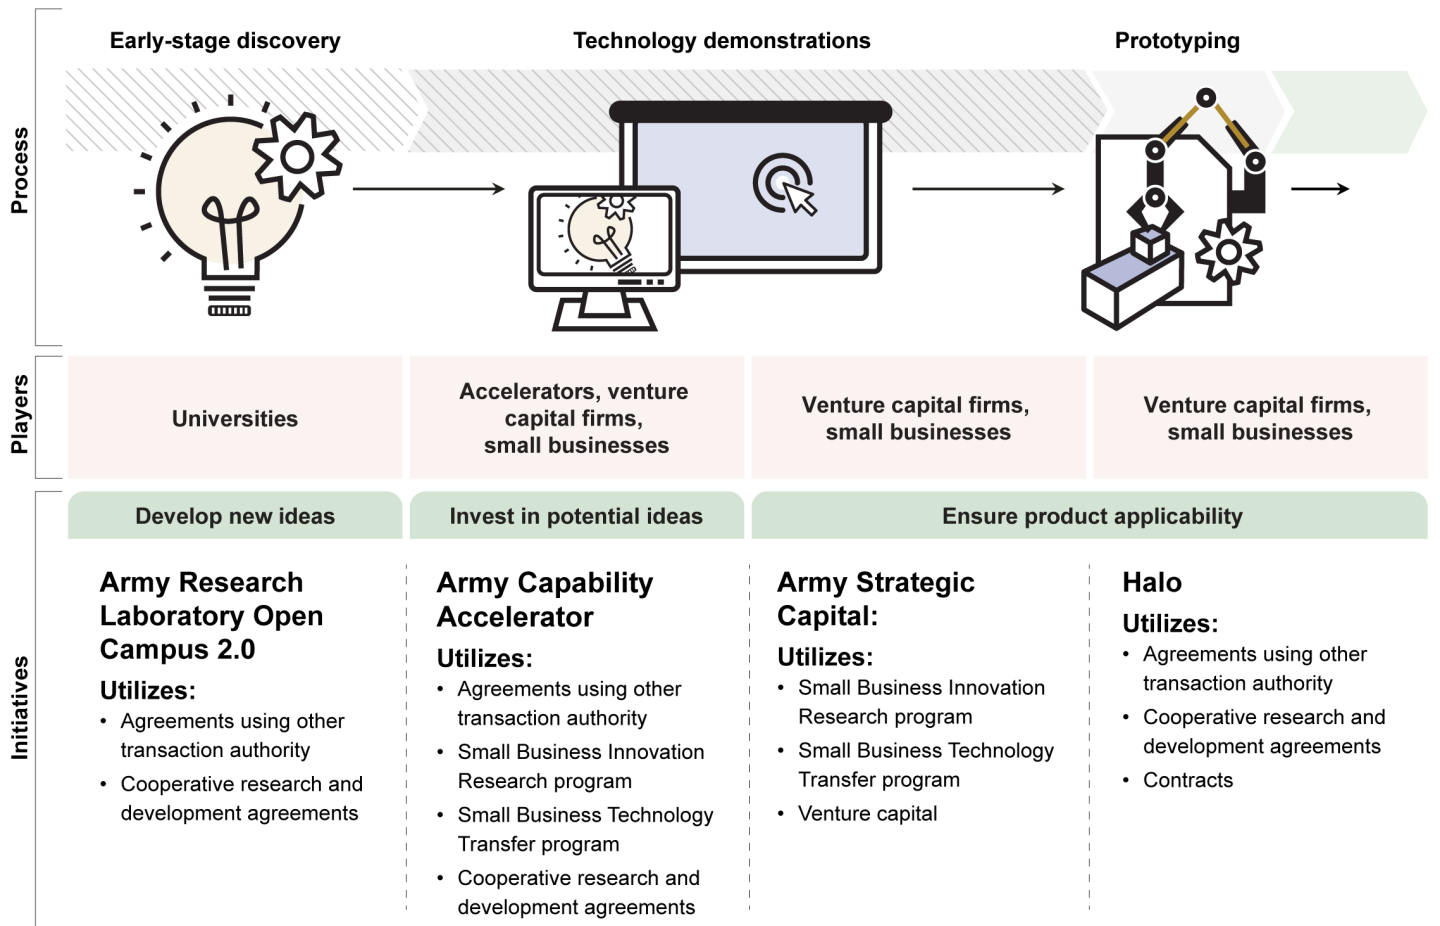 Process
Early-stage discovery
Technology demonstrations
Prototyping
Players
Universities
Accelerators, venture
capital firms,
small businesses
Venture capital firms,
small businesses
Venture capital firms,
small businesses
Initiatives
Develop new ideas
Invest in potential ideas
Ensure product applicability
Army Research
Laboratory Open
Campus 2.0
Utilizes:
• Agreements using other
transaction authority
• Cooperative research and
development agreements
Army Capability
Accelerator
Utilizes:
• Agreements using other
transaction authority
• Small Business Innovation
Research program
• Small Business Technology
Transfer program
• Cooperative research and
development agreements
Army Strategic
Capital:
Utilizes:
• Small Business Innovation
Research program
• Small Business Technology
Transfer program
• Venture capital
Halo
Utilizes:
• Agreements using other
transaction authority
• Cooperative research and
development agreements
• Contracts